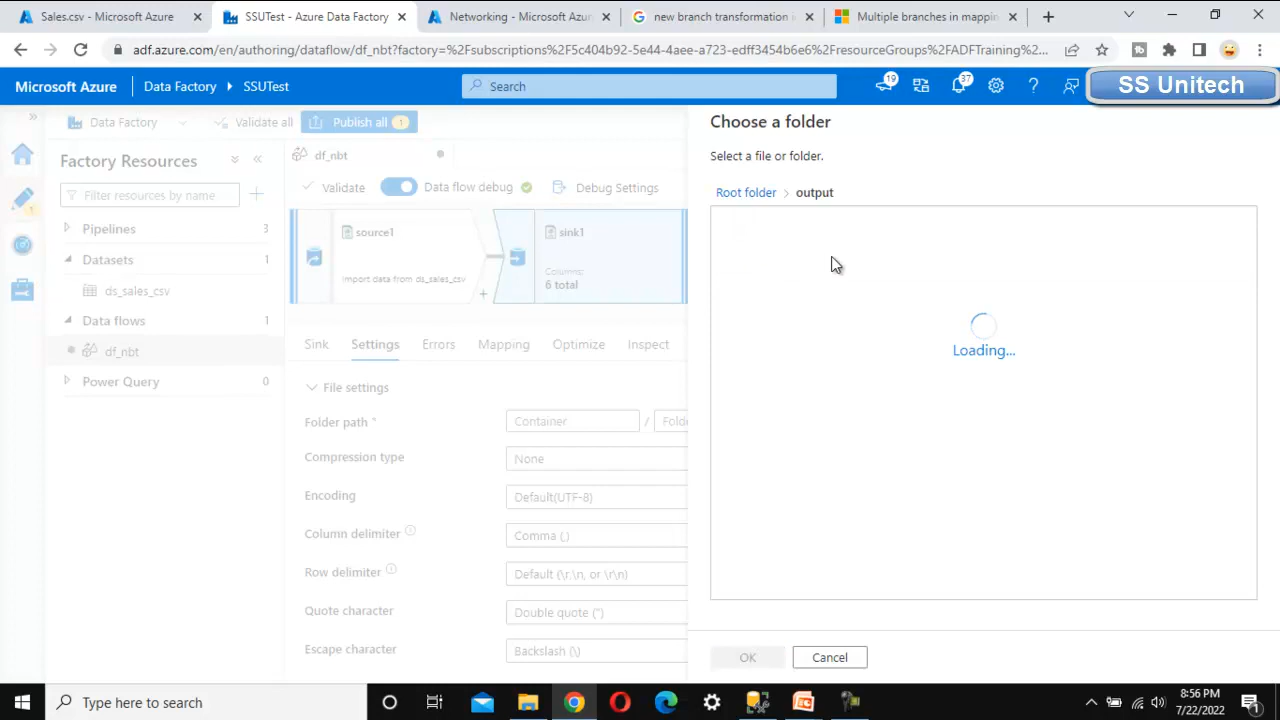 Sales.csv - Microsoft Azure
SSUTest - Azure Data Factory
Networking - Microsoft Azur
new branch transformation i
Multiple branches in mappin
adf.azure.com/en/authoring/dataflow/df_nbt?factory=%2Fsubscriptions%2F5c404b92-5e44-4aee-a723-edff3454b6e6%2FresourceGroups%2FADFTraining%2...
Microsoft Azure
Data Factory
SSUTest
Search
19
37
SS Unitech
Data Factory
Validate all
Publish all
1
Factory Resources
Filter resources by name
Pipelines
3
Datasets
1
ds_sales_csv
Data flows
1
df_nbt
Power Query
0
df_nbt
Validate
Data flow debug
Debug Settings
source1
Import data from ds_sales_csv
sink1
Columns:
6 total
Sink
Settings
Errors
Mapping
Optimize
Inspect
File settings
Folder path *
Container
/
Folde
Compression type
None
Encoding
Default(UTF-8)
Column delimiter
Comma (,)
Row delimiter
Default (\r,\n, or \r\n)
Quote character
Double quote (")
Escape character
Backslash (\)
Choose a folder
Select a file or folder.
Root folder > output
Loading...
OK
Cancel
Type here to search
8:56 PM
7/22/2022
1